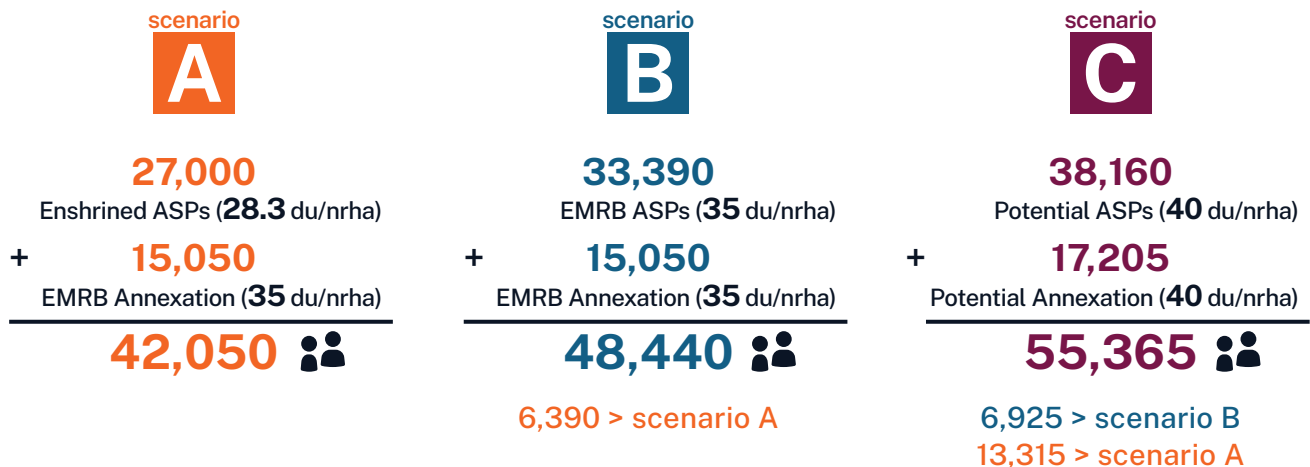 scenario
A
27,000
Enshrined ASPs (28.3 du/nrha)
+ 15,050
EMRB Annexation (35 du/nrha)
42,050
scenario
B
33,390
EMRB ASPs (35 du/nrha)
+ 15,050
EMRB Annexation (35 du/nrha)
48,440
6,390 > scenario A
scenario
C
38,160
Potential ASPs (40 du/nrha)
+ 17,205
Potential Annexation (40 du/nrha)
55,365
6,925 > scenario B
13,315 > scenario A